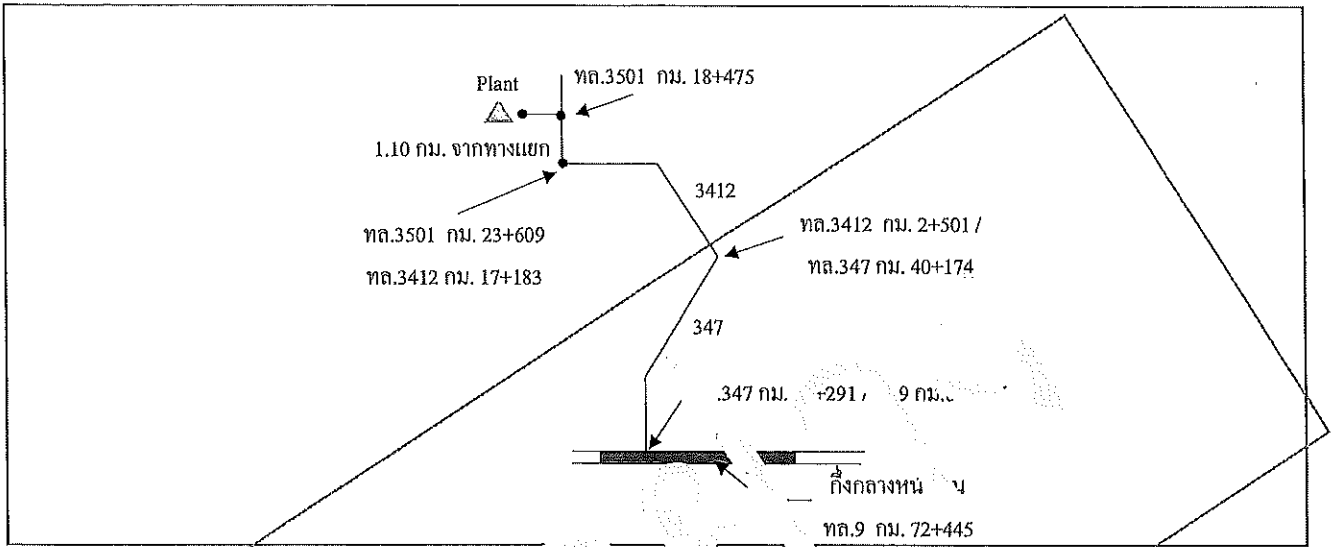 Plant
ทล.3501 กม. 18+475
1.10 กม. จากทางแยก
3412
ทล.3501 กม. 23+609
ทล.3412 กม. 17+183
ทล.3412 กม. 2+501 /
ทล.347 กม. 40+174
347
.347 กม. +291 / 9 กม.
กึ่งกลาง
ทล.9 กม. 72+445